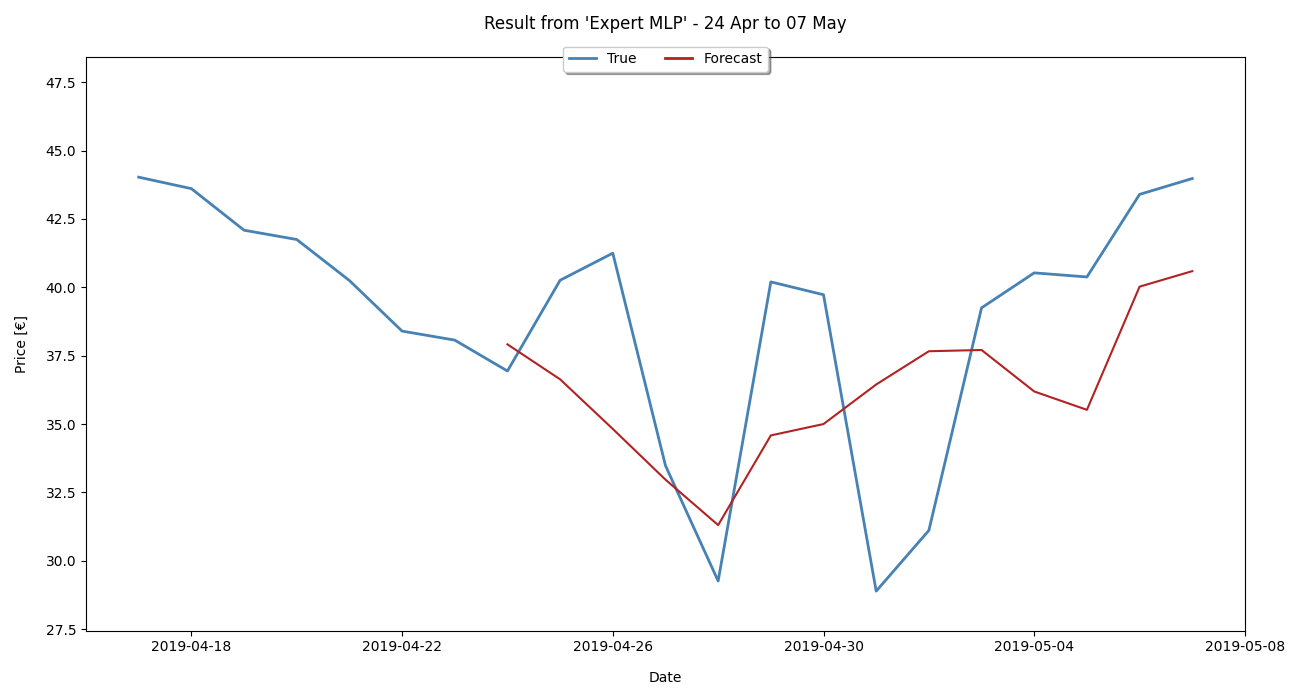 Result from 'Expert MLP' - 24 Apr to 07 May
True Forecast
47.5
45.0
42.5
40.0
37.5
35.0
32.5
30.0
27.5
Price [€]
2019-04-18 2019-04-22 2019-04-26 2019-04-30 2019-05-04 2019-05-08
Date